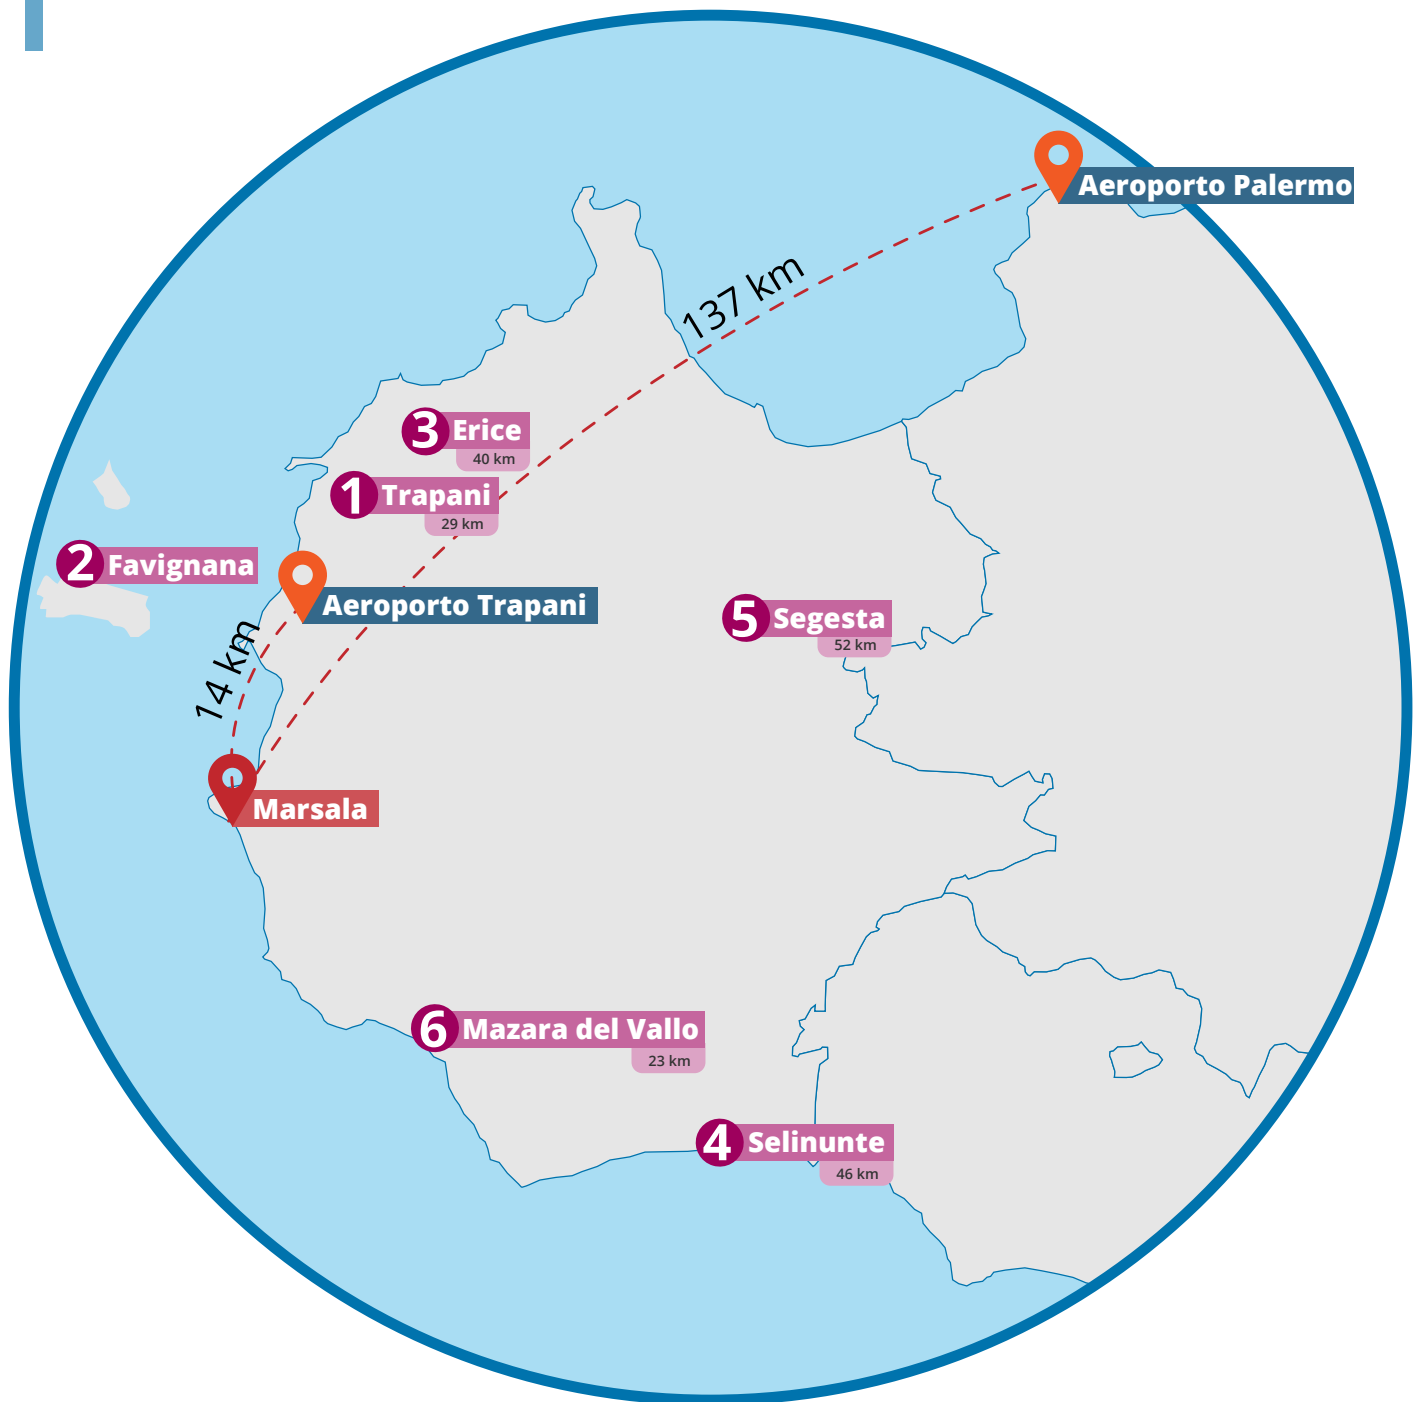 Aeroporto Palermo
137 km
3 Erice
40 km
1 Trapani
29 km
2 Favignana
Aeroporto Trapani
5 Segesta
52 km
14 km
Marsala
6 Mazara del Vallo
23 km
4 Selinunte
46 km